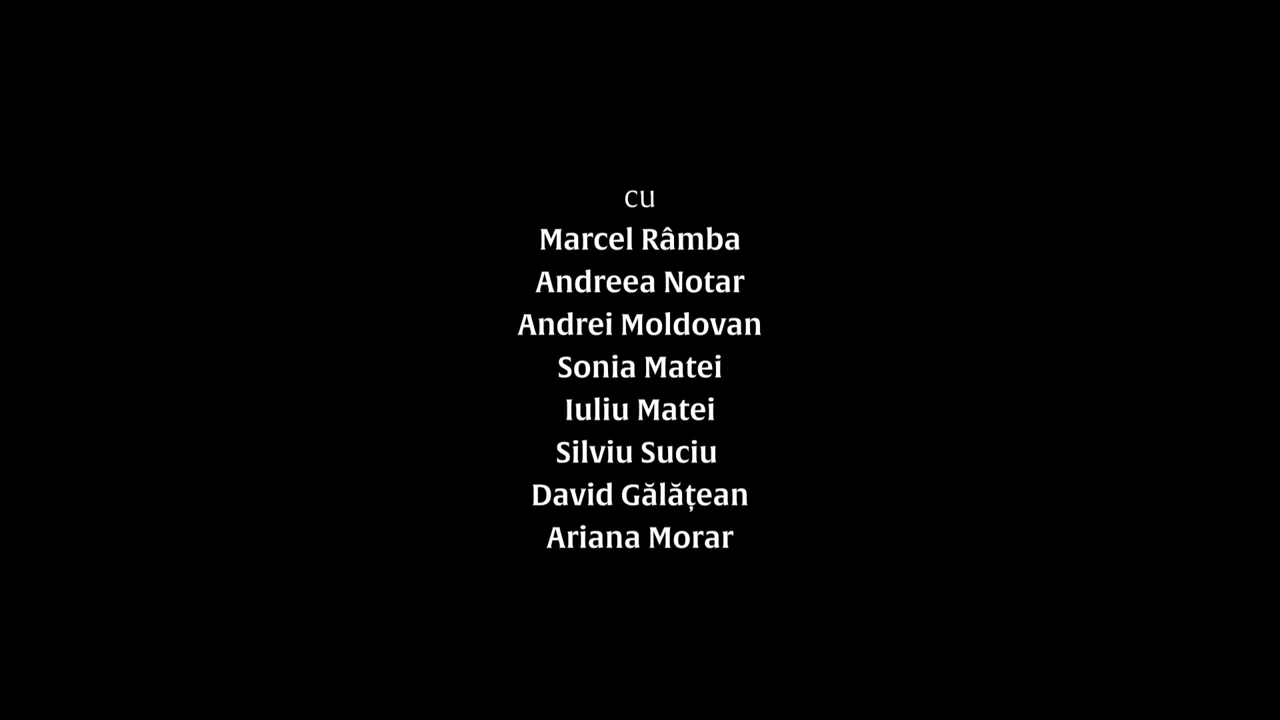 cu
Marcel Râmba
Andreea Notar
Andrei Moldovan
Sonia Matei
Iuliu Matei
Silviu Suciu
David Gălățean
Ariana Morar